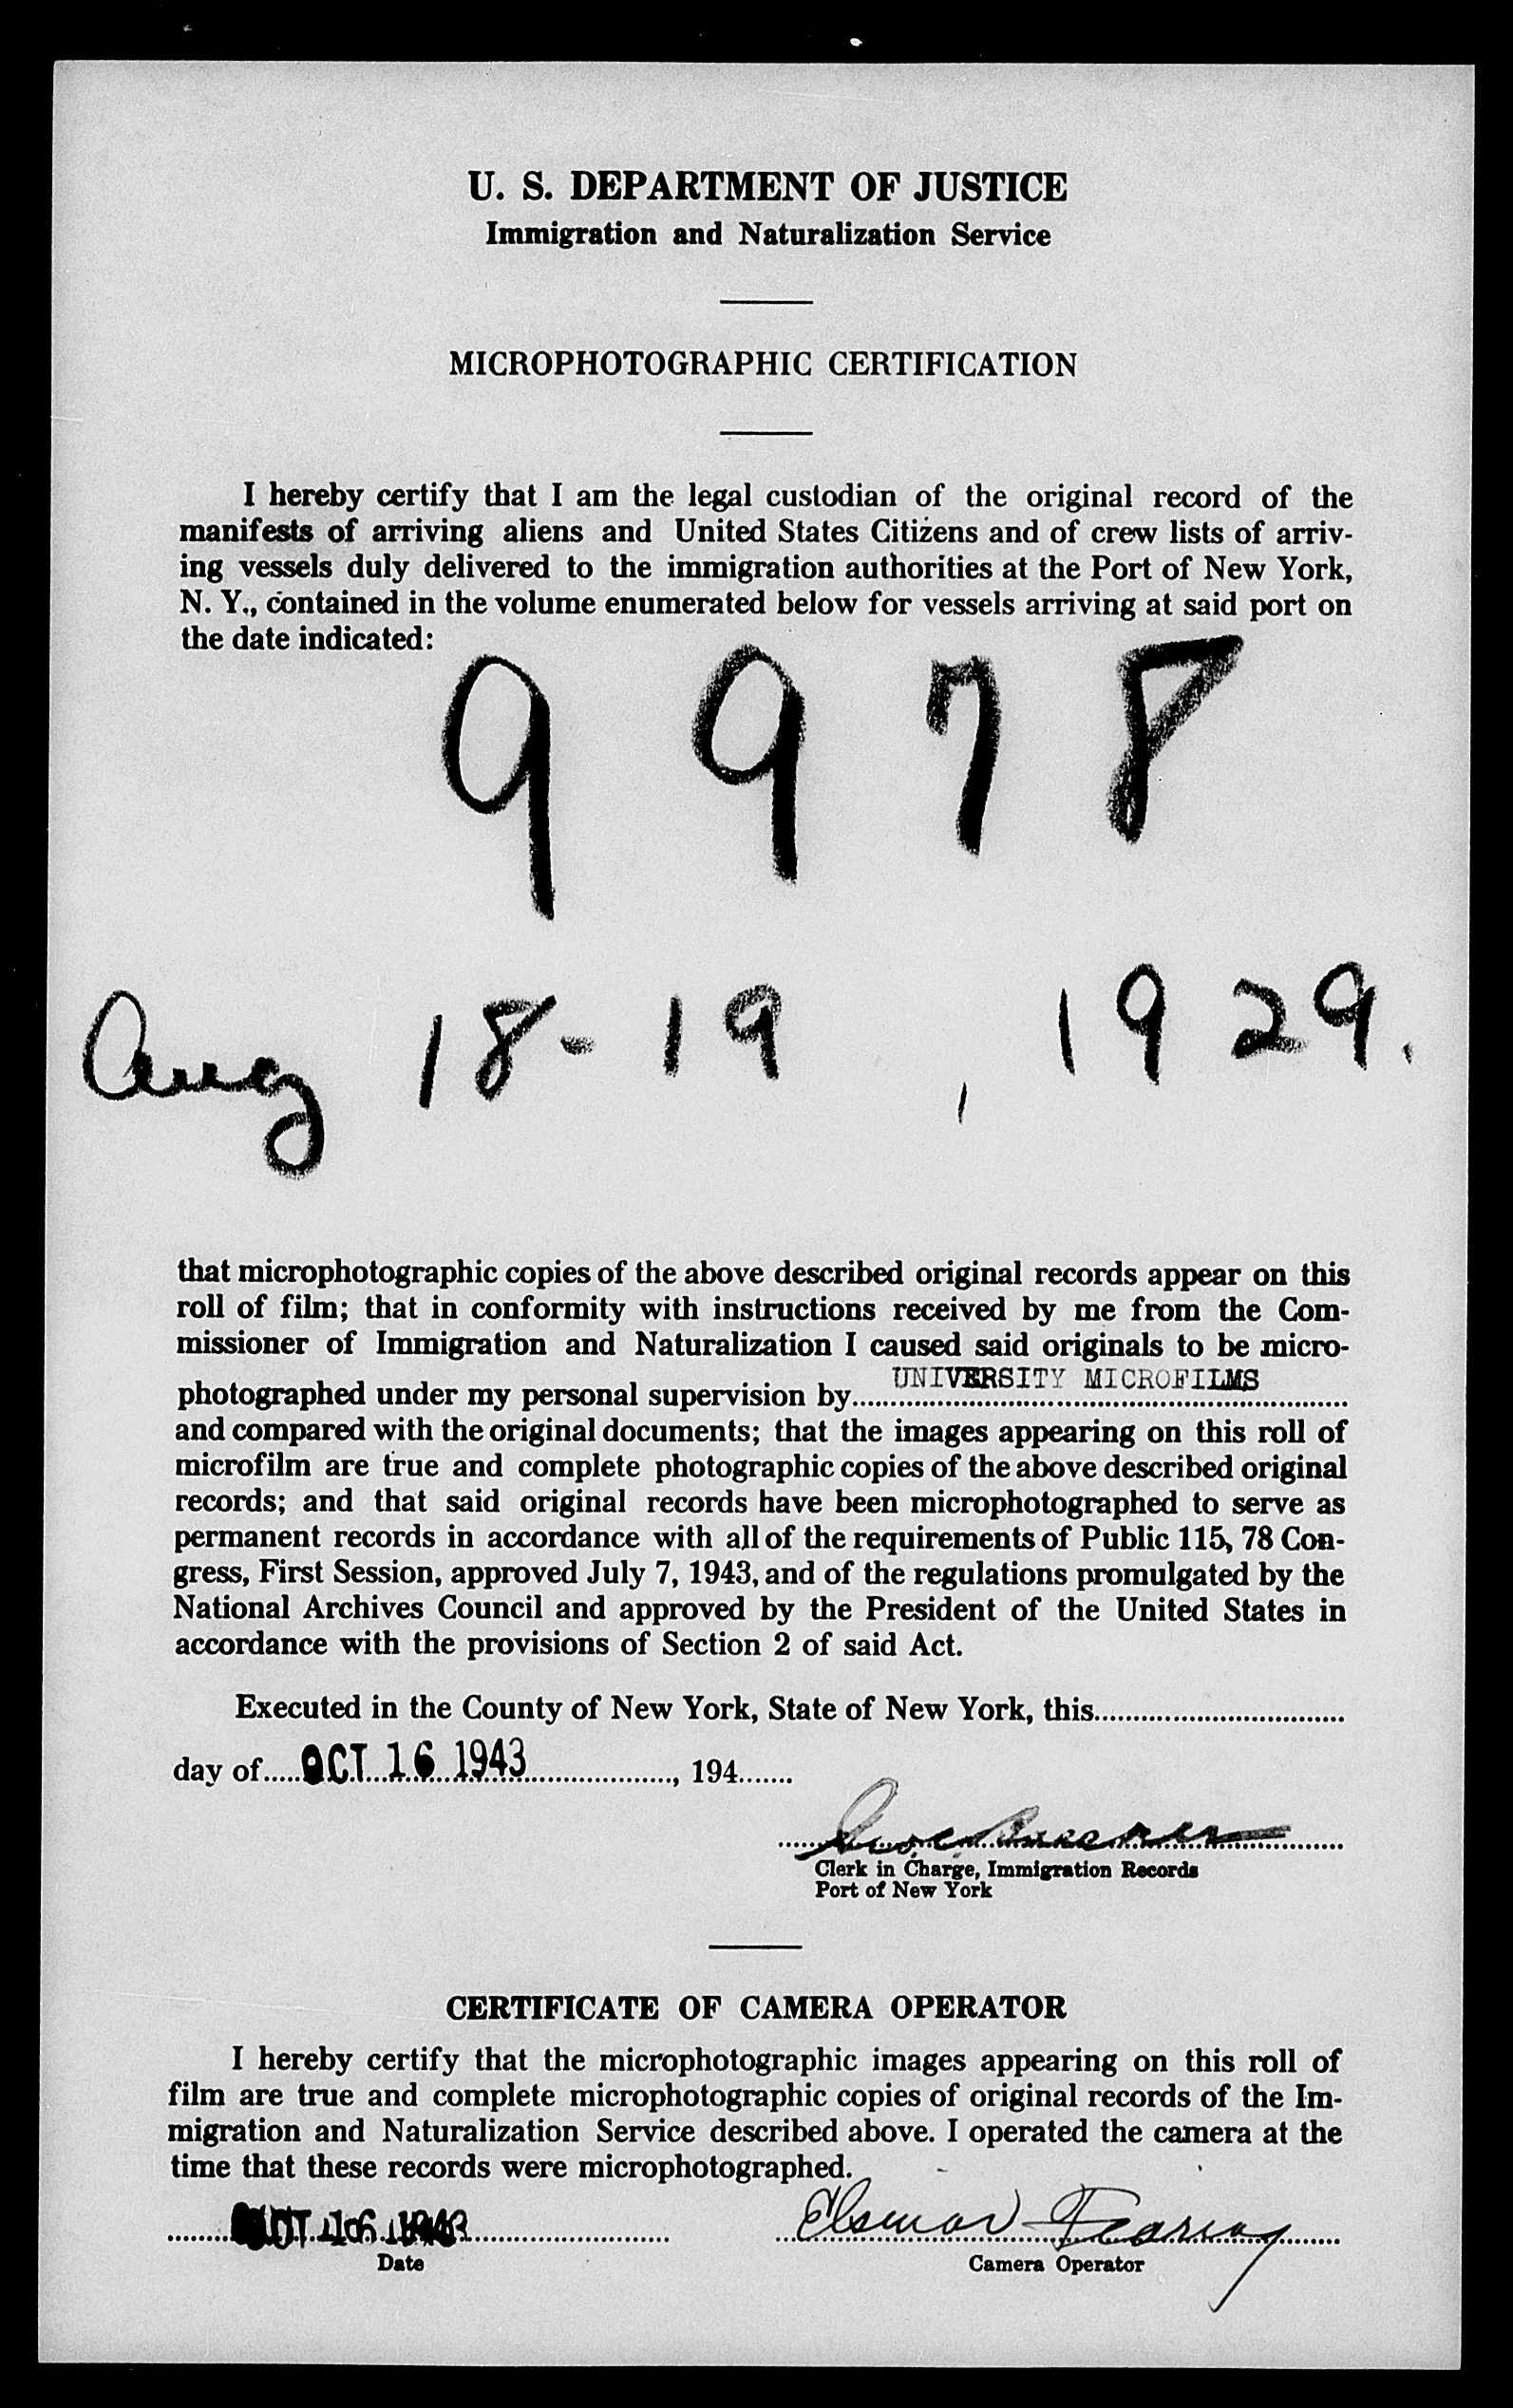 U. S. DEPARTMENT OF JUSTICE
Immigration and Naturalization Service
MICROPHOTOGRAPHIC CERTIFICATION
I hereby certify that I am the legal custodian of the original record of the
manifests of arriving aliens and United States Citizens and of crew lists of arriv-
ing vessels duly delivered to the immigration authorities at the Port of New York,
N. Y., contained in the volume enumerated below for vessels arriving at said port on
the date indicated:
9 9 7 8
Aug 18-19, 1929.
that microphotographic copies of the above described original records appear on this
roll of film; that in conformity with instructions received by me from the Com-
missioner of Immigration and Naturalization I caused said originals to be micro-
photographed under my personal supervision by UNIVERSITY MICROFILMS
and compared with the original documents; that the images appearing on this roll of
microfilm are true and complete photographic copies of the above described original
records; and that said original records have been microphotographed to serve as
permanent records in accordance with all of the requirements of Public 115, 78 Con-
gress, First Session, approved July 7, 1943, and of the regulations promulgated by the
National Archives Council and approved by the President of the United States in
accordance with the provisions of Section 2 of said Act.
Executed in the County of New York, State of New York, this
day of OCT 16 1943, 194
Clerk in Charge, Immigration Records
Port of New York
CERTIFICATE OF CAMERA OPERATOR
I hereby certify that the microphotographic images appearing on this roll of
film are true and complete microphotographic copies of original records of the Im-
migration and Naturalization Service described above. I operated the camera at the
time that these records were microphotographed.
Date
Camera Operator